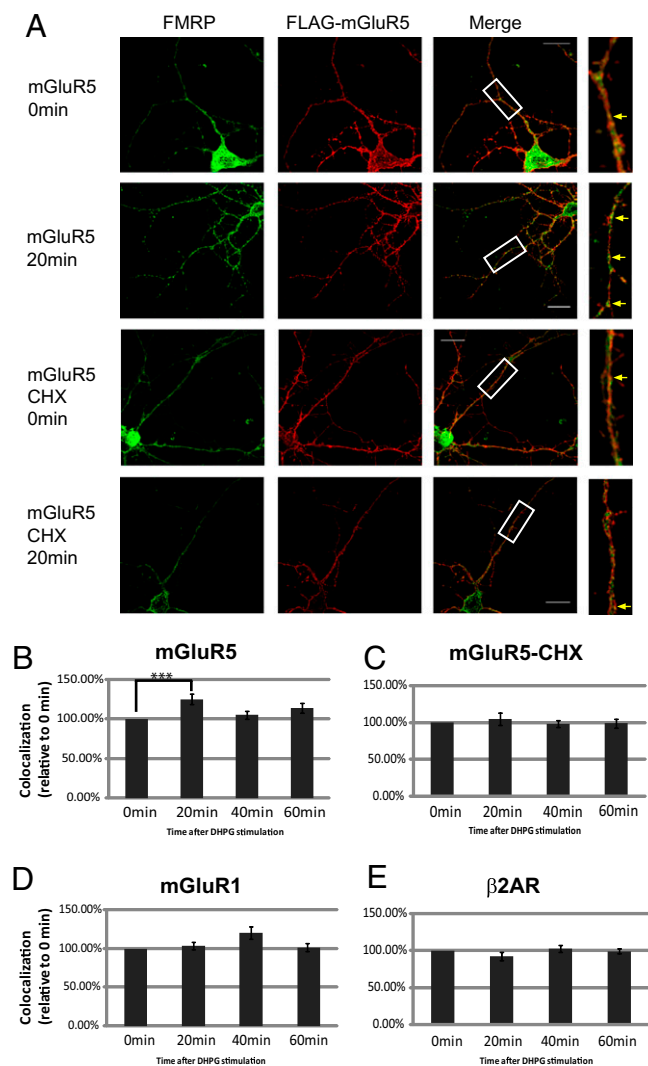 A
FMRP
FLAG-mGluR5
Merge
mGluR5
0min
mGluR5
20min
mGluR5
CHX
0min
mGluR5
CHX
20min
B
mGluR5
Colocalization
(relative to 0 min)
150.00%
100.00%
50.00%
0.00%
***
0min
20min
40min
60min
Time after DHPG stimulation
C
mGluR5-CHX
150.00%
100.00%
50.00%
0.00%
0min
20min
40min
60min
Time after DHPG stimulation
D
mGluR1
Colocalization
(relative to 0 min)
150.00%
100.00%
50.00%
0.00%
0min
20min
40min
60min
Time after DHPG stimulation
E
β2AR
150.00%
100.00%
50.00%
0.00%
0min
20min
40min
60min
Time after DHPG stimulation